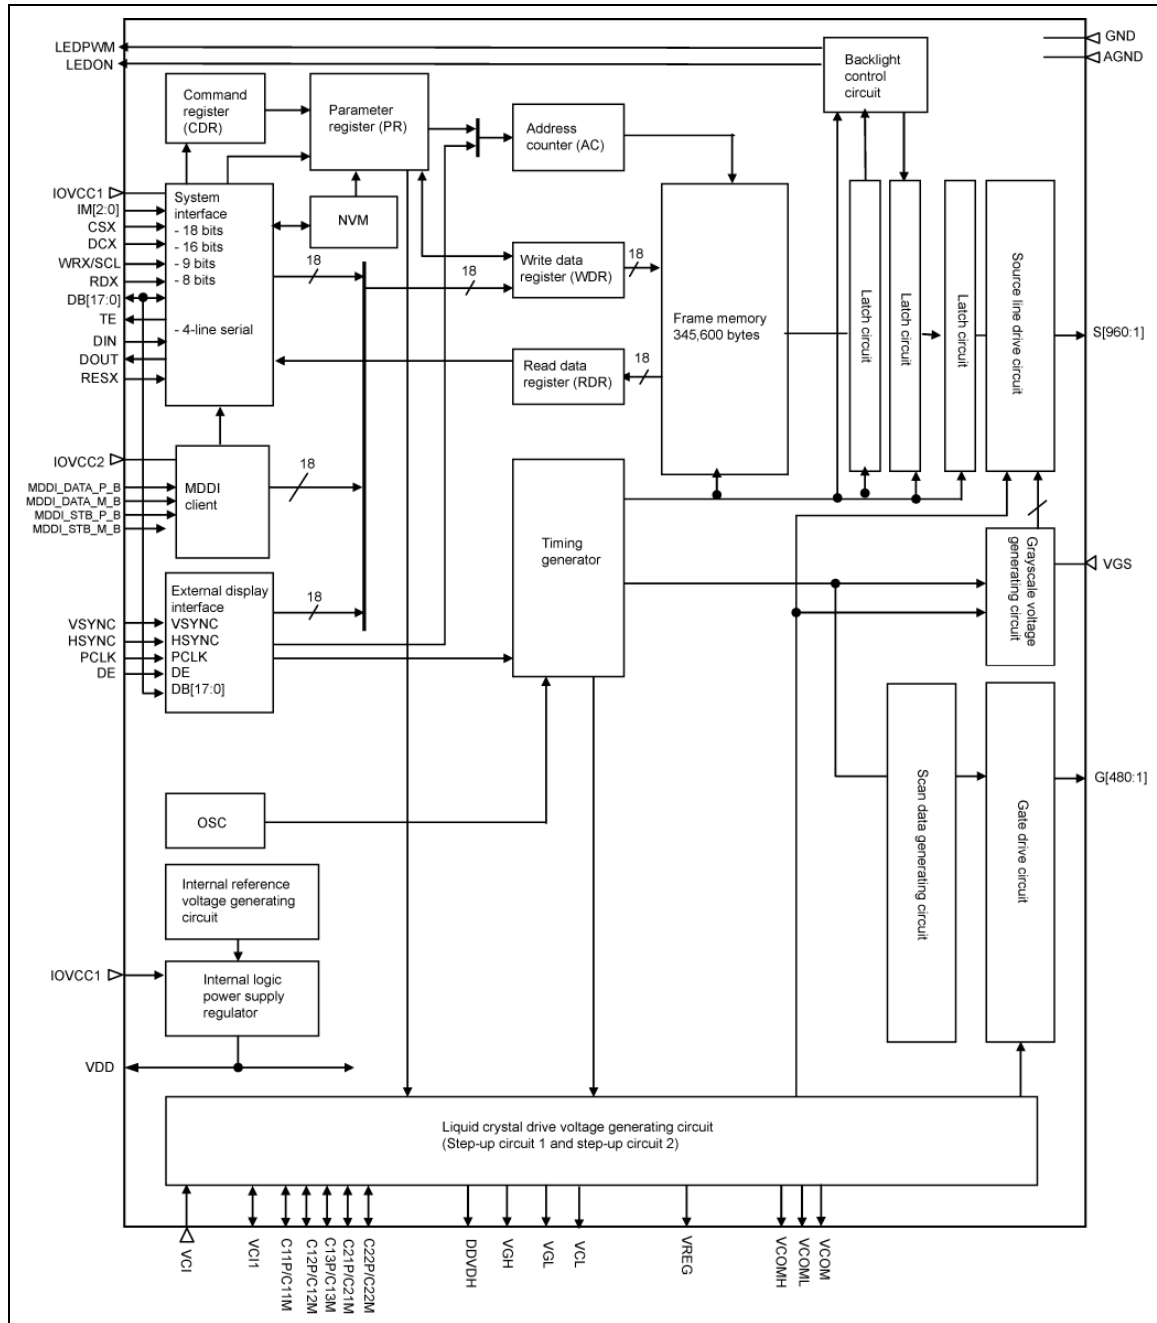 LEDPWM
LEDON
GND
AGND
Backlight
control
circuit
Command
register
(CDR)
Parameter
register (PR)
Address
counter (AC)
IOVCC1
IM[2:0]
CSX
DCX
WRX/SCL
RDX
DB[17:0]
TE
DIN
DOUT
RESX
System
interface
- 18 bits
- 16 bits
- 9 bits
- 8 bits
- 4-line serial
NVM
18
18
Write data
register (WDR)
18
Read data
register (RDR)
18
Frame memory
345,600 bytes
Latch circuit
Latch circuit
Latch circuit
Source line drive circuit
S[960:1]
IOVCC2
MDDI_DATA_P_B
MDDI_DATA_M_B
MDDI_STB_P_B
MDDI_STB_M_B
MDDI
client
18
Timing
generator
Grayscale voltage
generating circuit
VGS
External display
interface
VSYNC
HSYNC
PCLK
DE
DB[17:0]
18
VSYNC
HSYNC
PCLK
DE
Scan data generating circuit
Gate drive circuit
G[480:1]
OSC
Internal reference
voltage generating
circuit
IOVCC1
Internal logic
power supply
regulator
VDD
Liquid crystal drive voltage generating circuit
(Step-up circuit 1 and step-up circuit 2)
VCI
VCI1
C11P/C11M
C12P/C12M
C13P/C13M
C21P/C21M
C22P/C22M
DDVDH
VGH
VGL
VCL
VREG
VCOMH
VCOML
VCOM